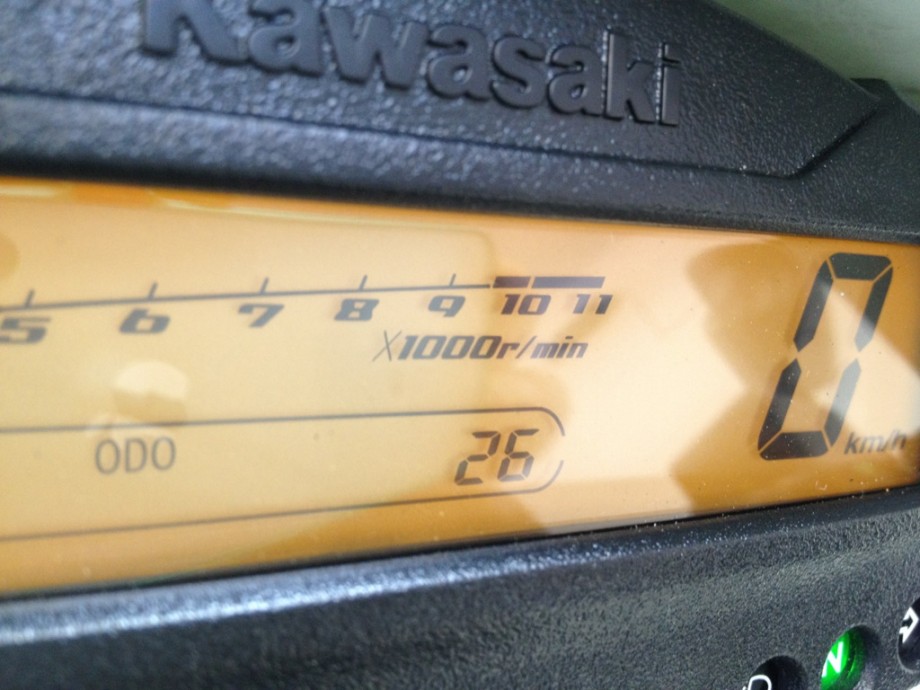 Kawasaki
5 6 7 8 9 10 11
X1000r/min
0
km/h
ODO 26
N